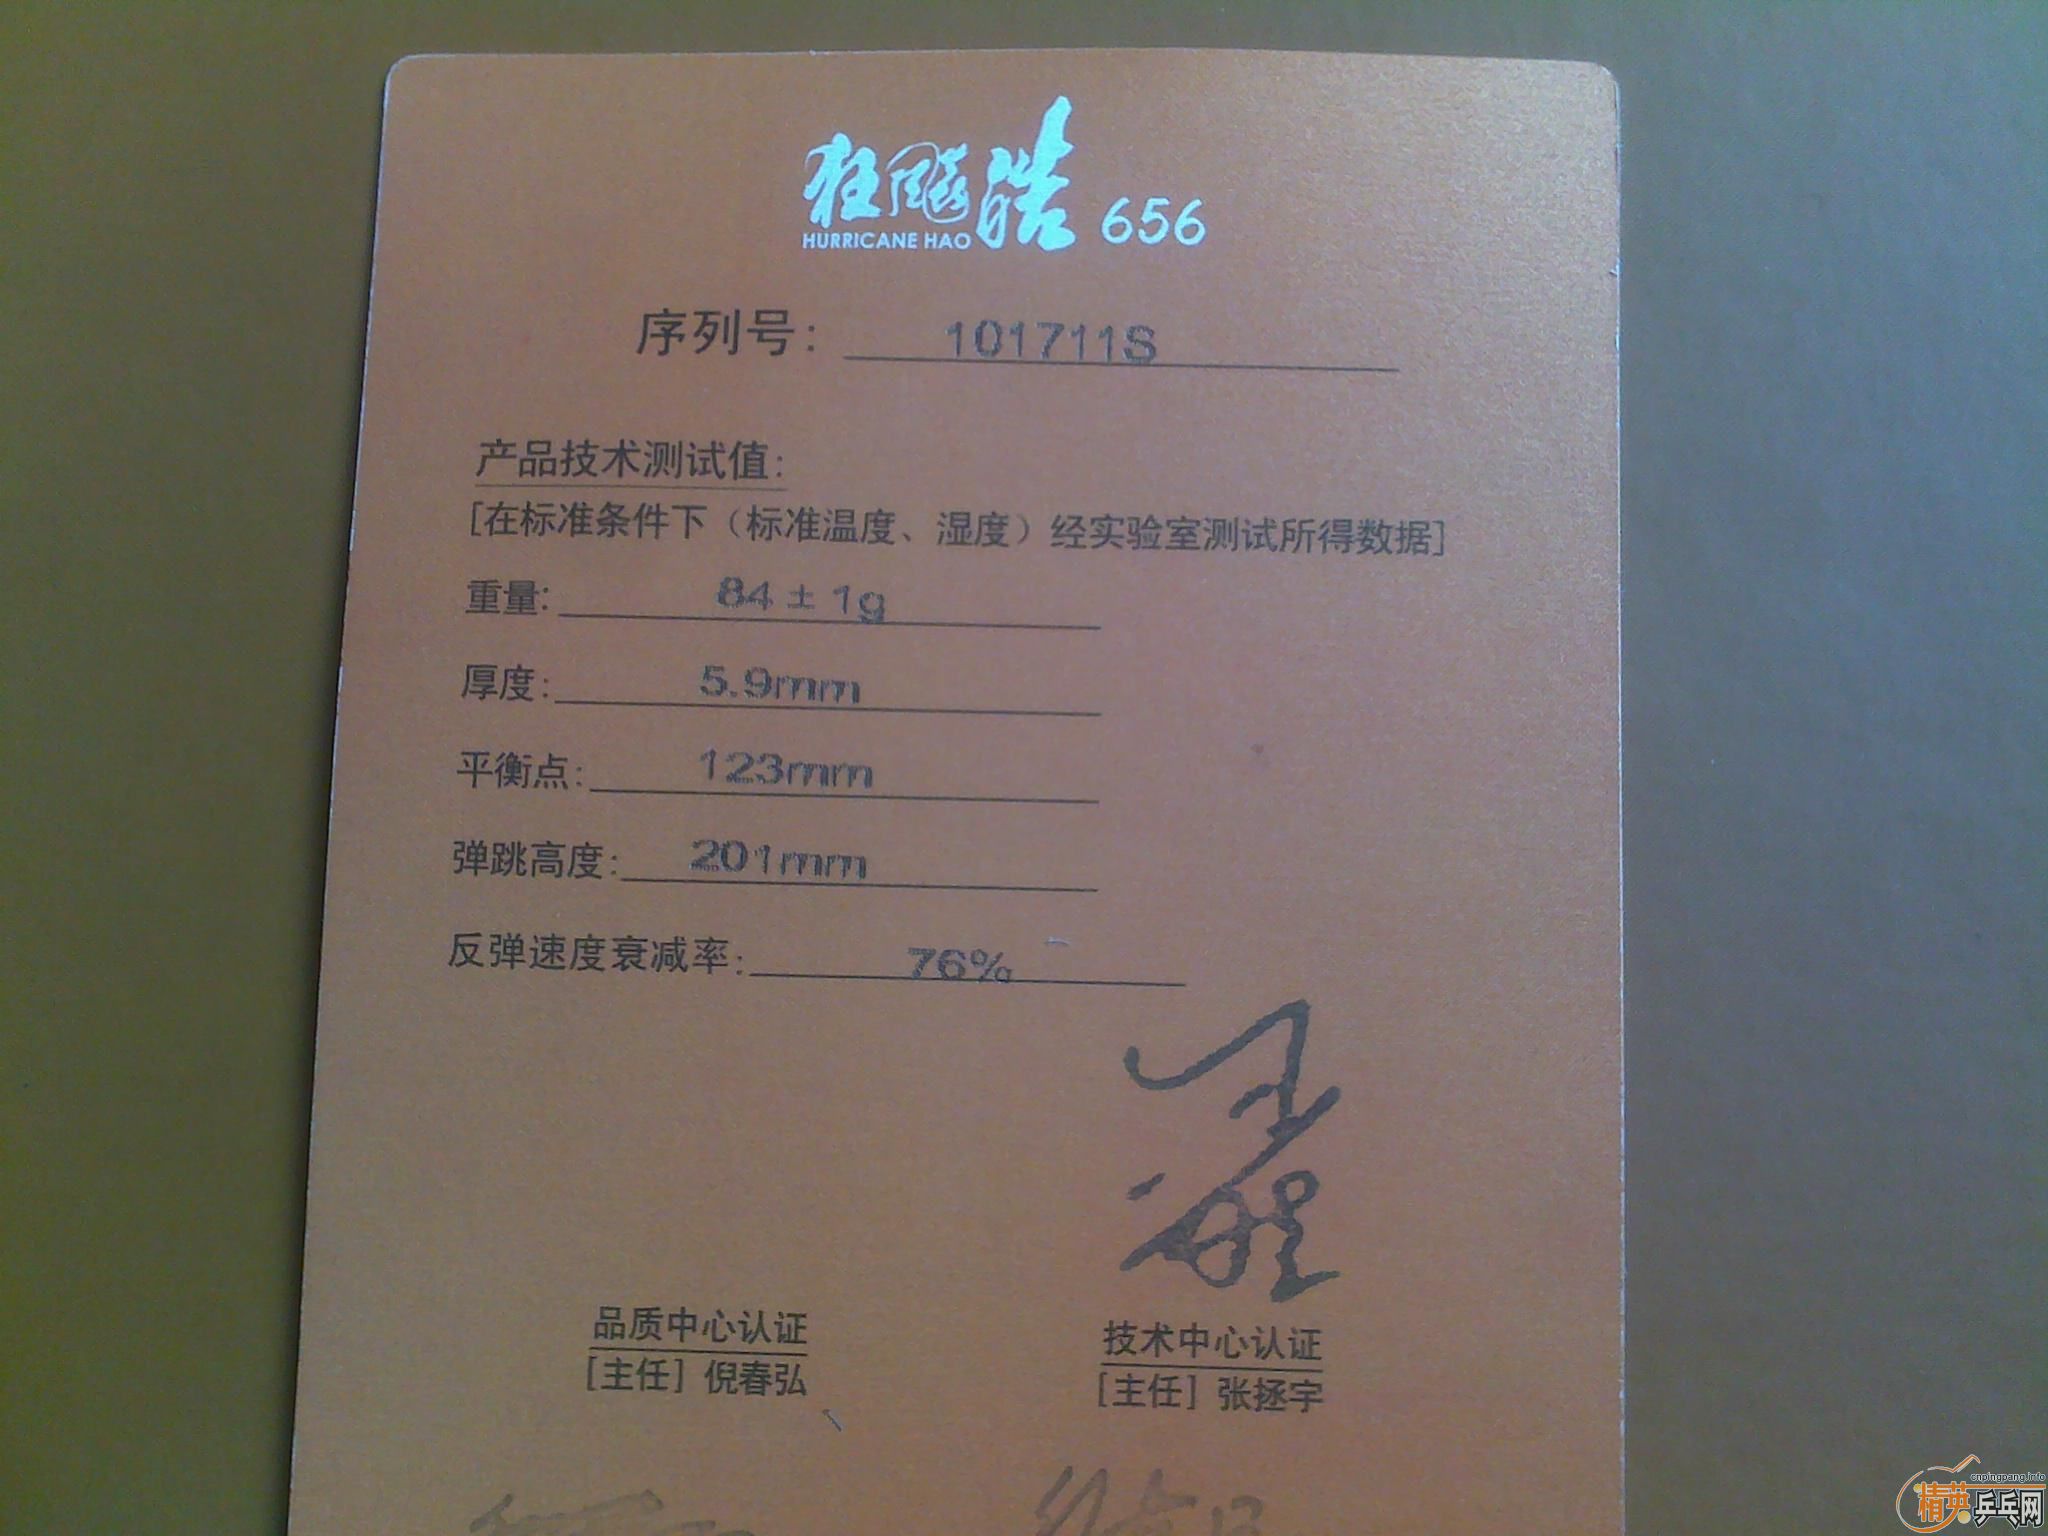 狂飚皓 656
HURRICANE HAO
序列号: 101711S
产品技术测试值:
[在标准条件下（标准温度、湿度）经实验室测试所得数据]
重量: 84 ± 1g
厚度: 5.9mm
平衡点: 123mm
弹跳高度: 201mm
反弹速度衰减率: 76%
品质中心认证
[主任] 倪春弘
技术中心认证
[主任] 张拯宇
cnpingpang.info
精英乒乓网